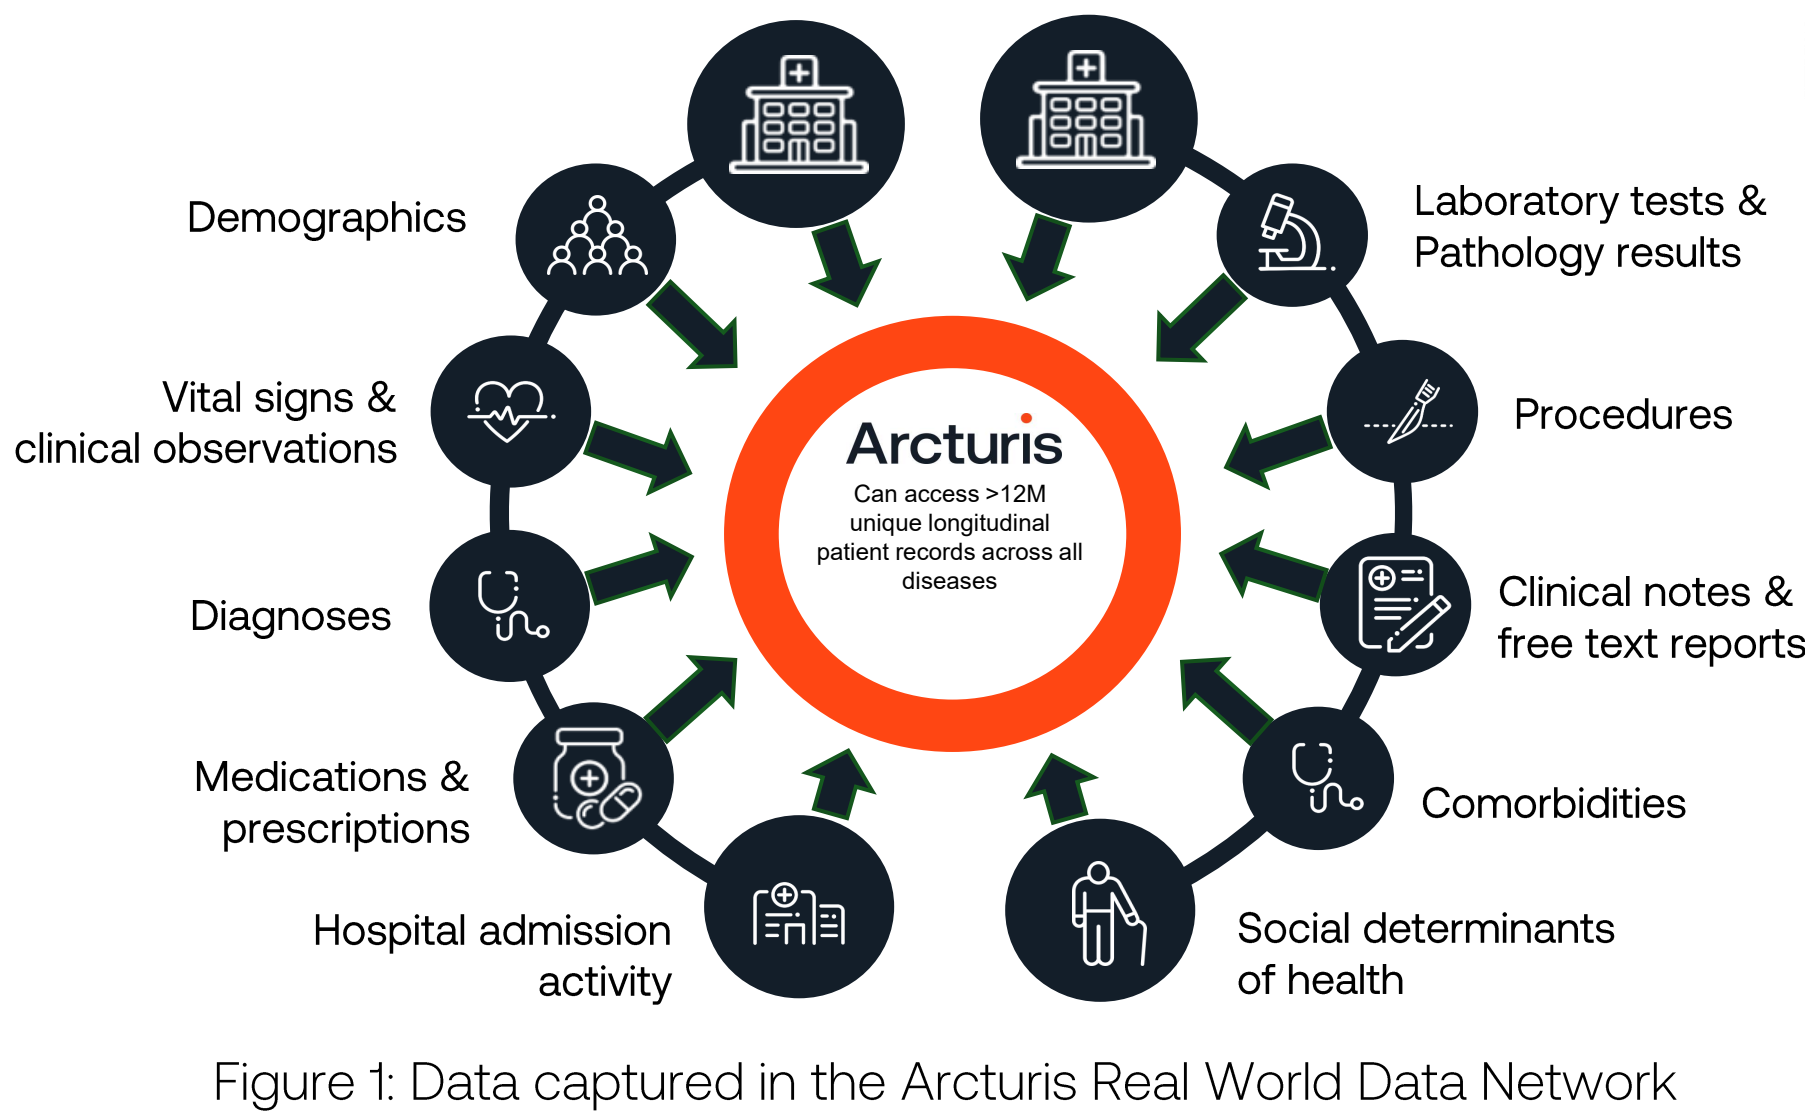 Demographics
Vital signs &
clinical observations
Diagnoses
Medications &
prescriptions
Hospital admission
activity
Arcturis
Can access >12M
unique longitudinal
patient records across all
diseases
Laboratory tests &
Pathology results
Procedures
Clinical notes &
free text reports
Comorbidities
Social determinants
of health
Figure 1: Data captured in the Arcturis Real World Data Network